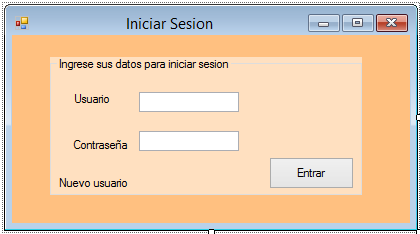 Iniciar Sesion
Ingrese sus datos para iniciar sesion
Usuario
Contraseña
Entrar
Nuevo usuario